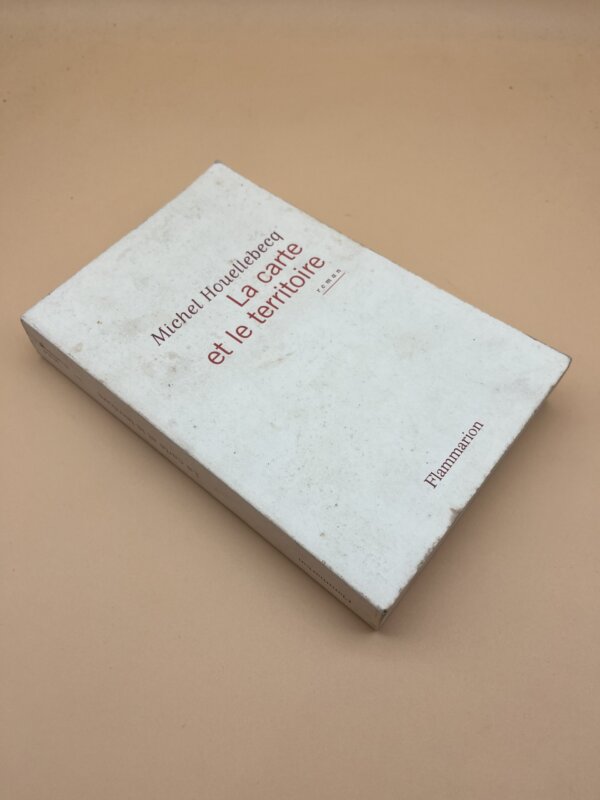 Michel Houellebecq
La carte
et le territoire
roman
Flammarion